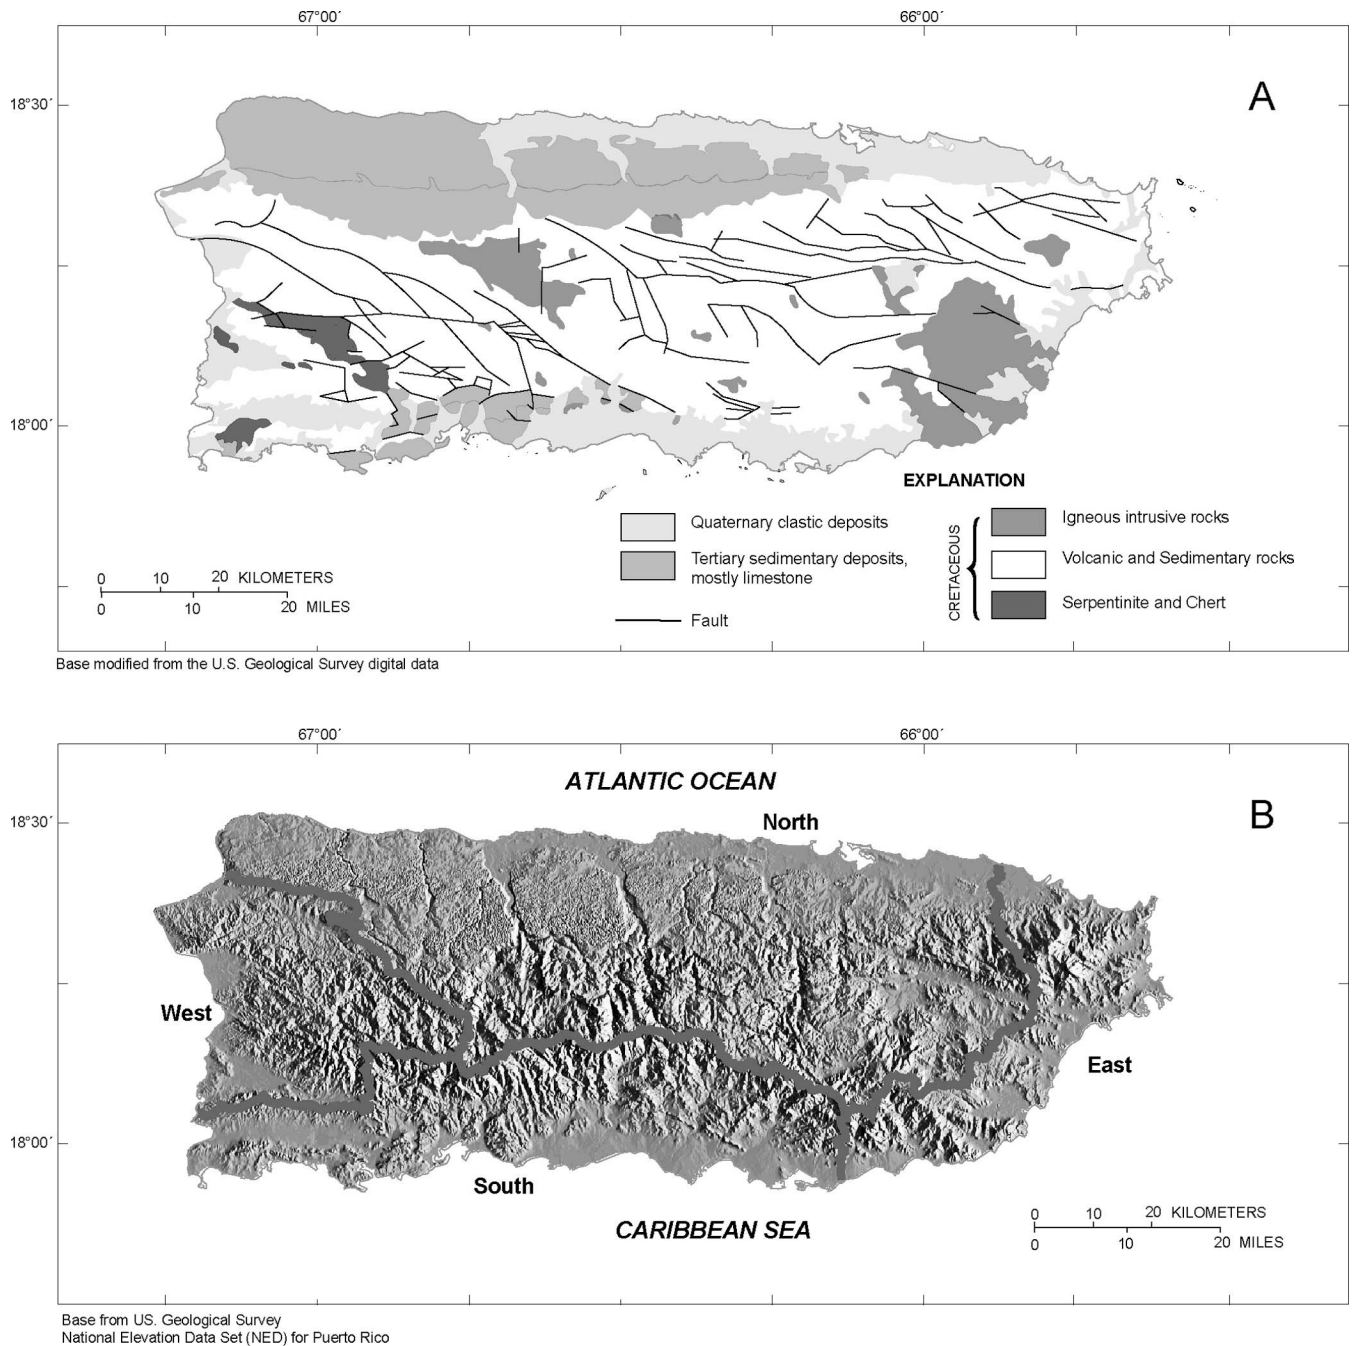 67°00´
66°00´
A
18°30´
18°00´
EXPLANATION
Quaternary clastic deposits
Tertiary sedimentary deposits,
mostly limestone
Fault
CRETACEOUS
Igneous intrusive rocks
Volcanic and Sedimentary rocks
Serpentinite and Chert
0 10 20 KILOMETERS
0 10 20 MILES
Base modified from the U.S. Geological Survey digital data
67°00´
66°00´
ATLANTIC OCEAN
B
18°30´
North
West
East
18°00´
South
CARIBBEAN SEA
0 10 20 KILOMETERS
0 10 20 MILES
Base from US. Geological Survey
National Elevation Data Set (NED) for Puerto Rico